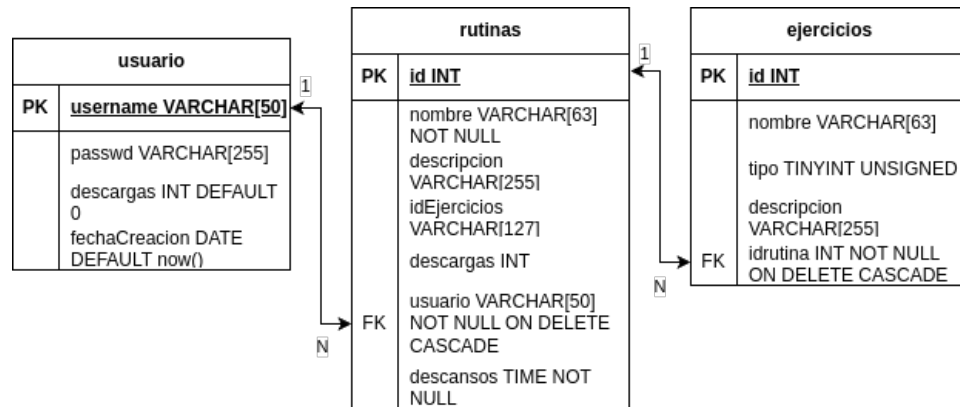 usuario
PK
username VARCHAR[50]
passwd VARCHAR[255]
descargas INT DEFAULT
0
fechaCreacion DATE
DEFAULT now()
1
N
rutinas
PK
id INT
nombre VARCHAR[63]
NOT NULL
descripcion
VARCHAR[255]
idEjercicios
VARCHAR[127]
descargas INT
FK
usuario VARCHAR[50]
NOT NULL ON DELETE
CASCADE
descansos TIME NOT
NULL
1
N
ejercicios
PK
id INT
nombre VARCHAR[63]
tipo TINYINT UNSIGNED
descripcion
VARCHAR[255]
FK
idrutina INT NOT NULL
ON DELETE CASCADE